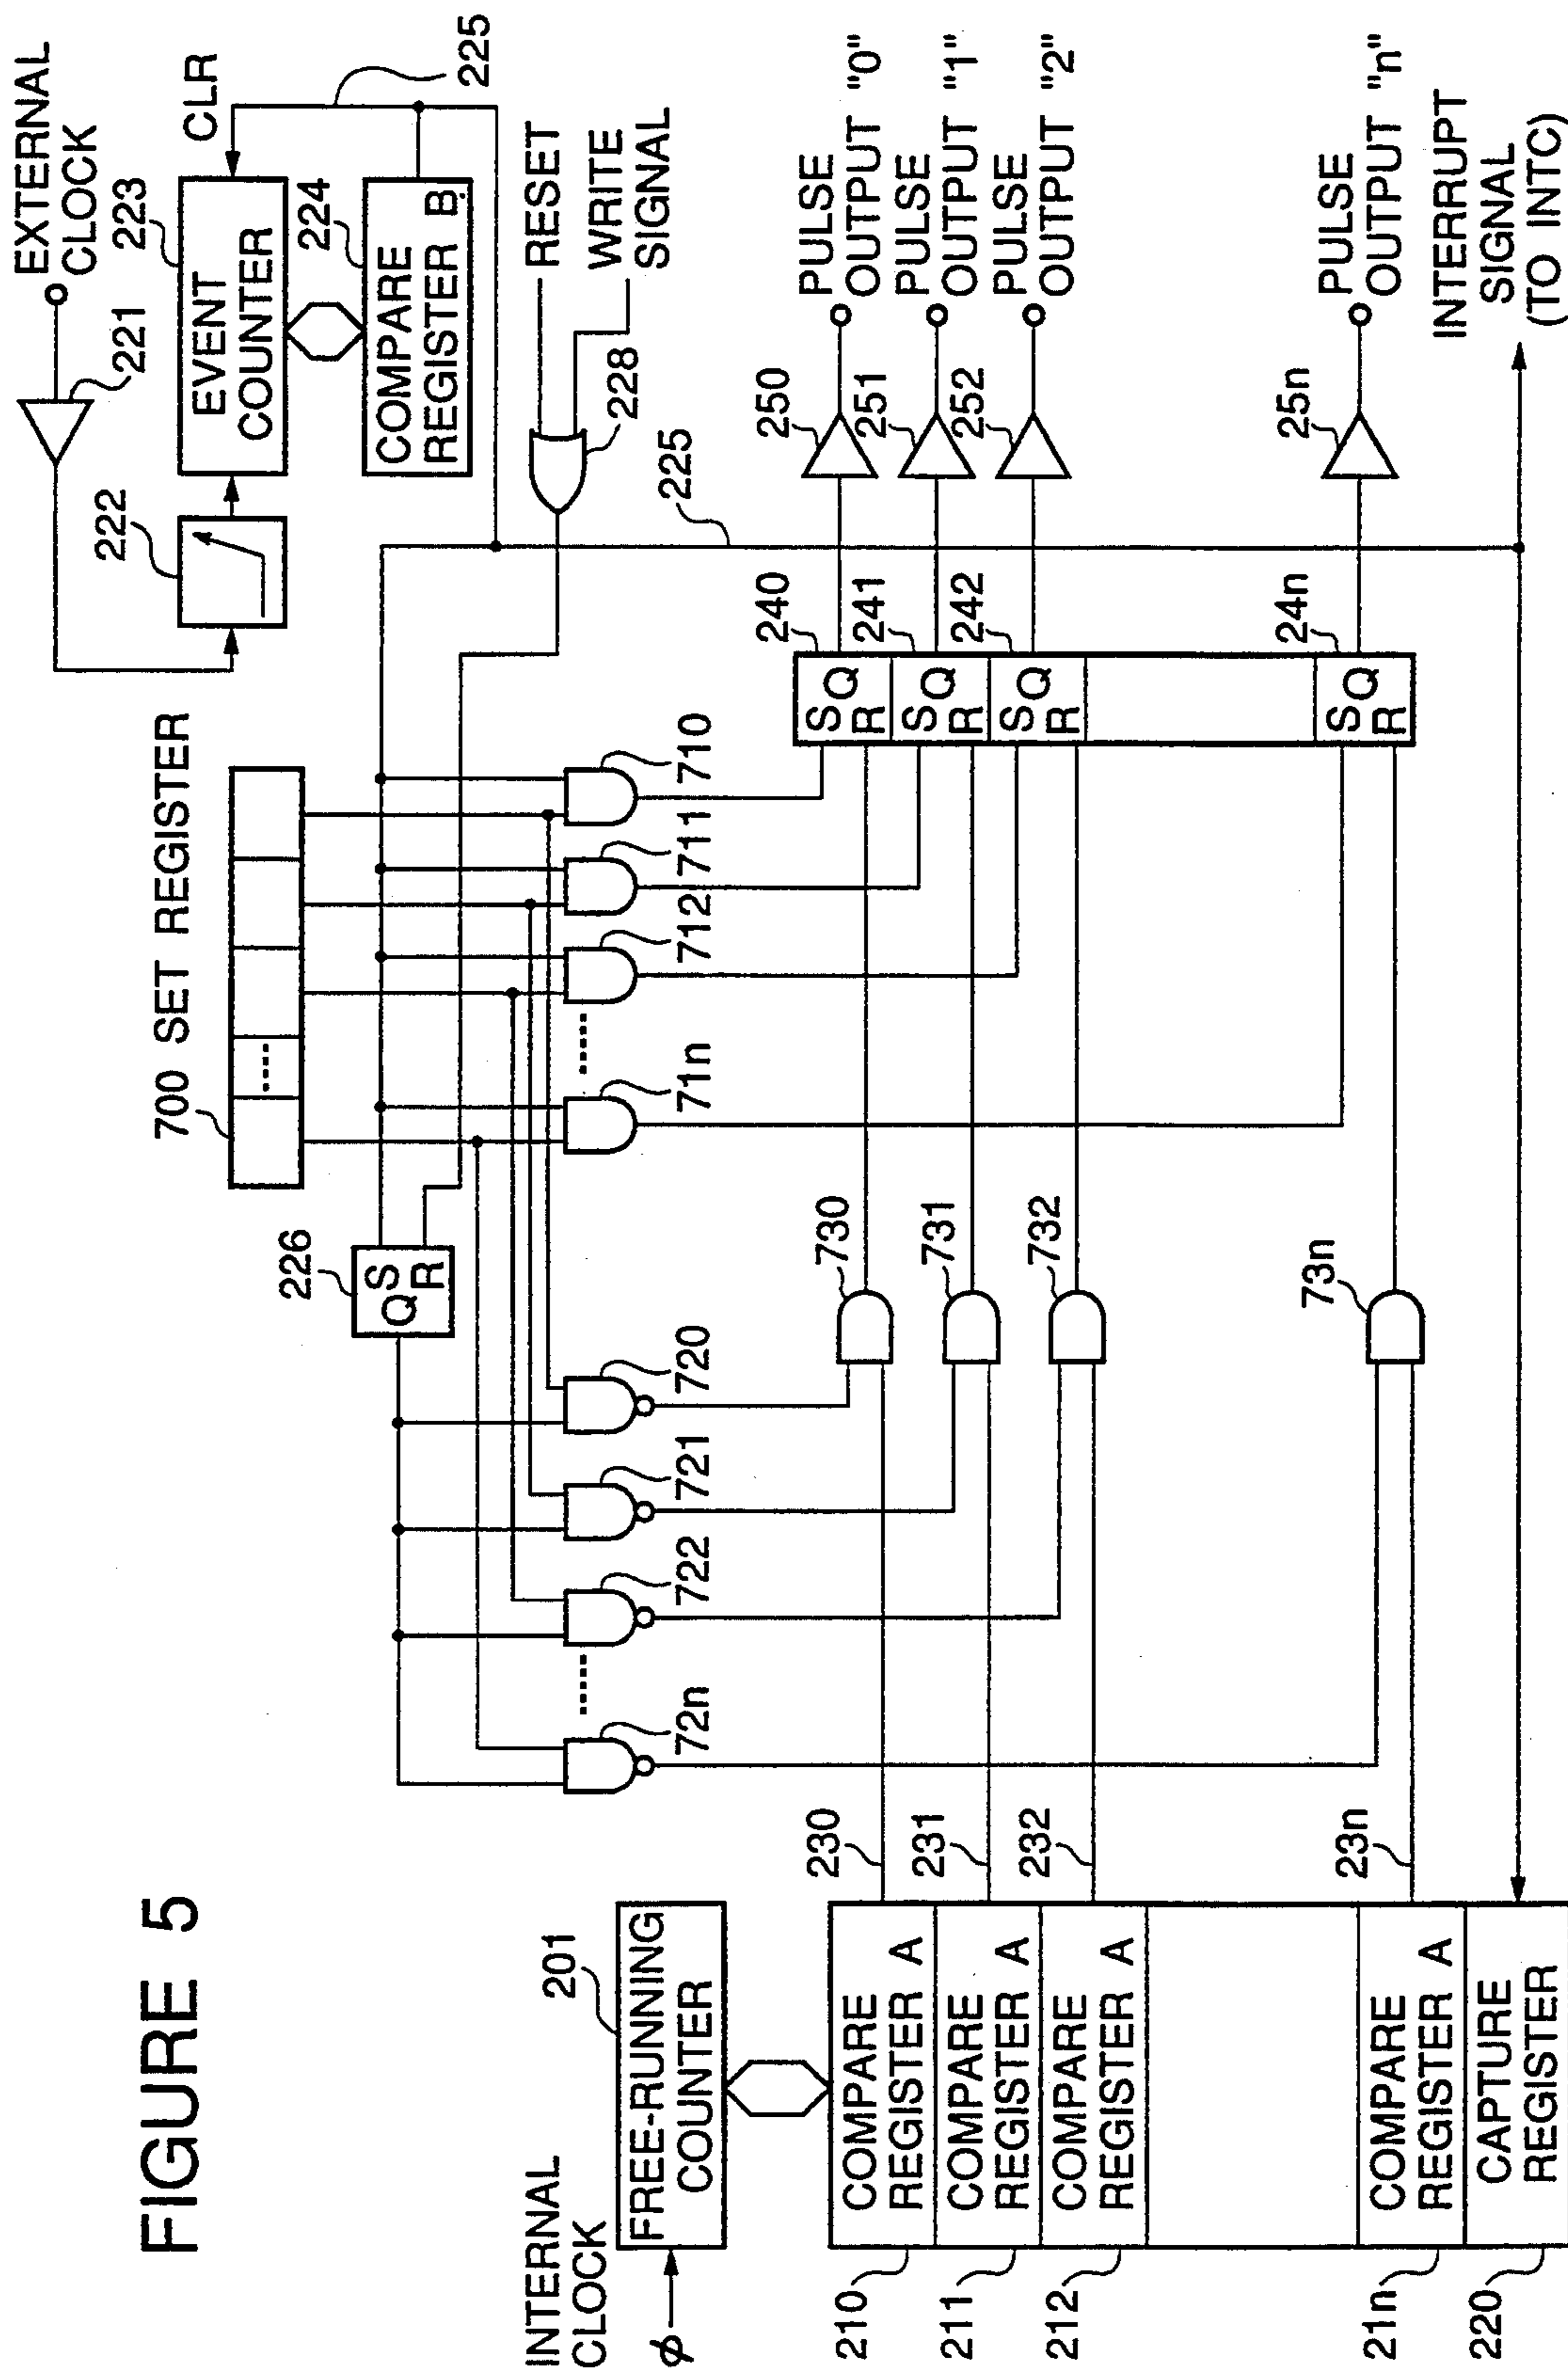 FIGURE 5
INTERNAL
CLOCK
φ
201
FREE-RUNNING
COUNTER
COMPARE
REGISTER A
COMPARE
REGISTER A
COMPARE
REGISTER A
COMPARE
REGISTER A
CAPTURE
REGISTER
210
211
212
21n
220
230
231
232
23n
72n
722
721
720
.....
226
S
Q
R
700 SET REGISTER
.....
71n
712
711
710
.....
730
731
732
73n
240
241
242
24n
S
Q
R
S
Q
R
S
Q
R
S
Q
R
222
221
EXTERNAL
CLOCK
223
EVENT
COUNTER
CLR
225
224
COMPARE
REGISTER B
RESET
WRITE
SIGNAL
228
225
250
251
252
25n
PULSE
OUTPUT "0"
PULSE
OUTPUT "1"
PULSE
OUTPUT "2"
PULSE
OUTPUT "n"
INTERRUPT
SIGNAL
(TO INTC)